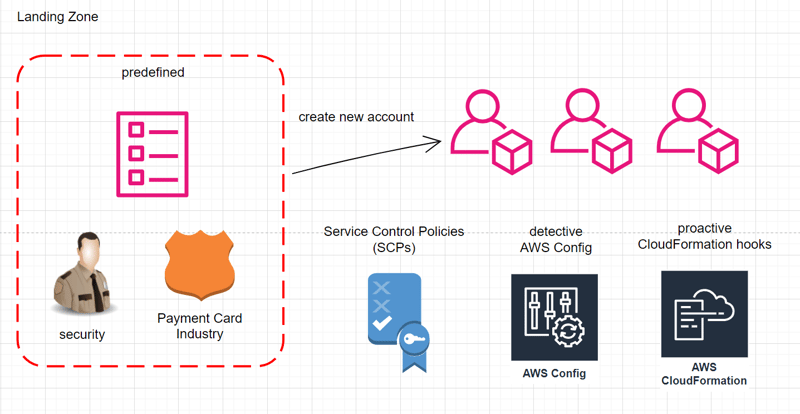 Landing Zone
predefined
create new account
security
Payment Card
Industry
Service Control Policies
(SCPs)
detective
AWS Config
proactive
CloudFormation hooks
AWS Config
AWS
CloudFormation